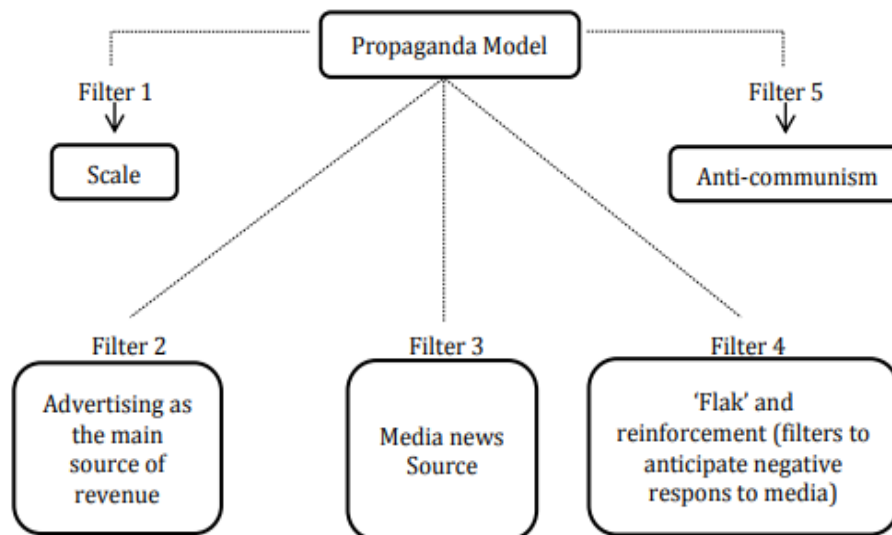 Propaganda Model
Filter 1
Filter 5
Scale
Anti-communism
Filter 2
Filter 3
Filter 4
Advertising as
the main
source of
revenue
Media news
Source
‘Flak’ and
reinforcement (filters to
anticipate negative
respons to media)